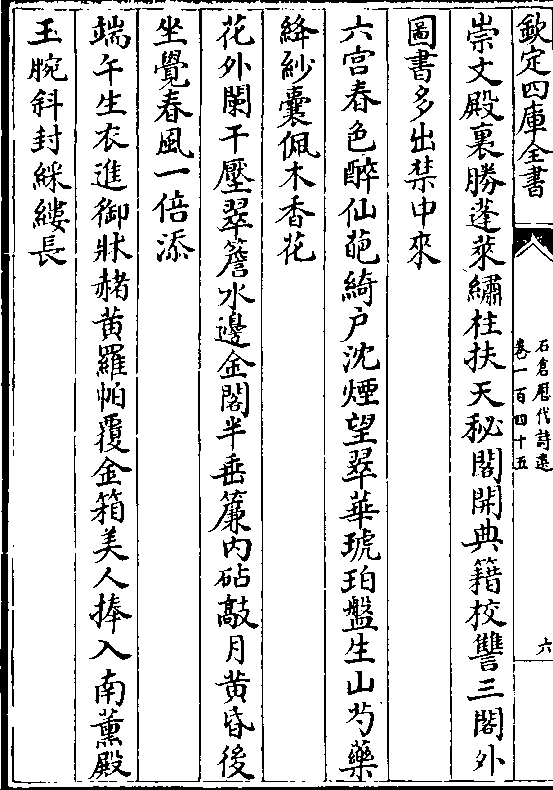 欽定四庫全書
石倉歷代詩選
卷一百四十五
六
崇文殿裏勝蓬萊繡柱扶天秘閣開典籍校讐三閣外
圖書多出禁中來
六宫春色醉仙葩綺户沈煙望翠華琥珀盤生山芍藥
絳紗囊佩木香花
花外闌干壓翠簷水邊金閣半垂簾内砧敲月黄昏後
坐覺春風一倍添
端午生衣進御牀赭黄羅帕覆金箱美人捧入南薫殿
玉腕斜封綵縷長